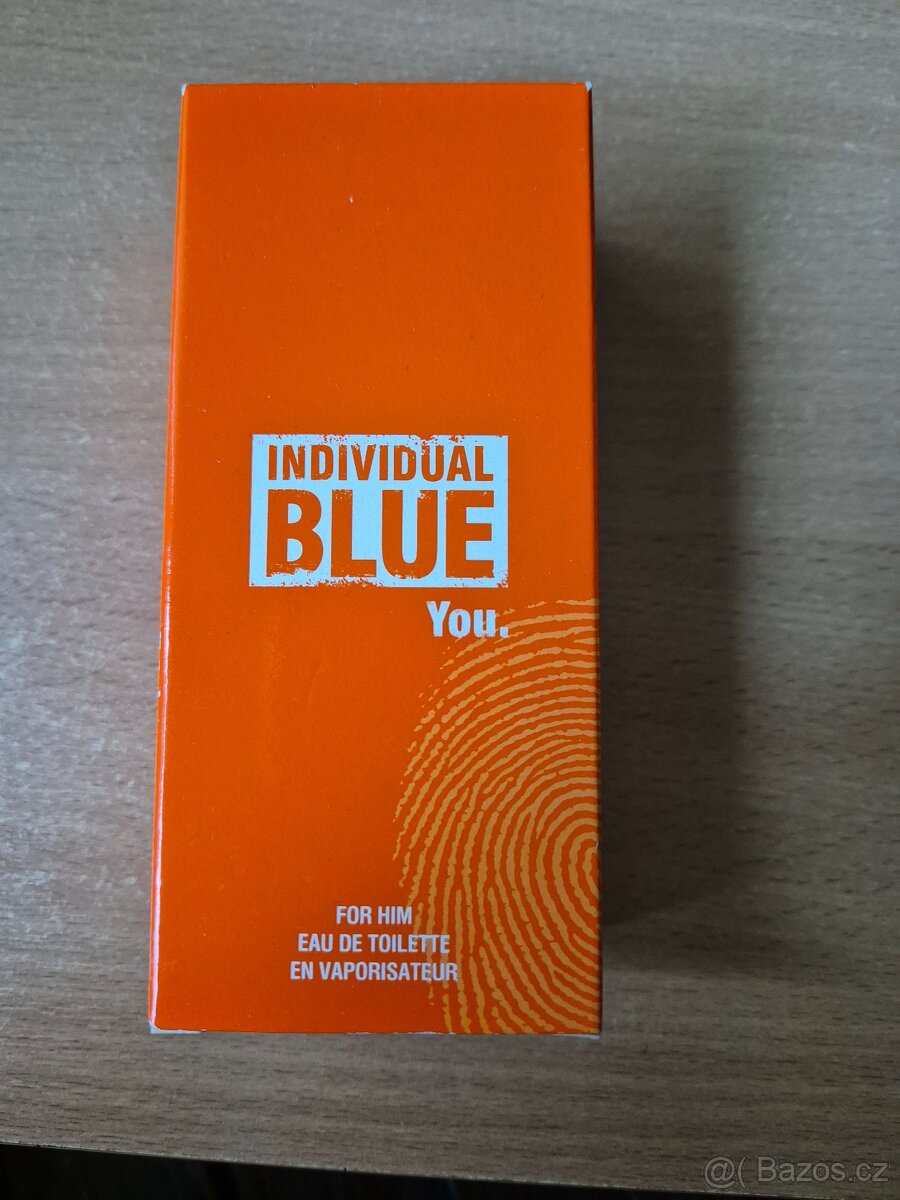 INDIVIDUAL
BLUE
You.
FOR HIM
EAU DE TOILETTE
EN VAPORISATEUR
@( Bazos.cz